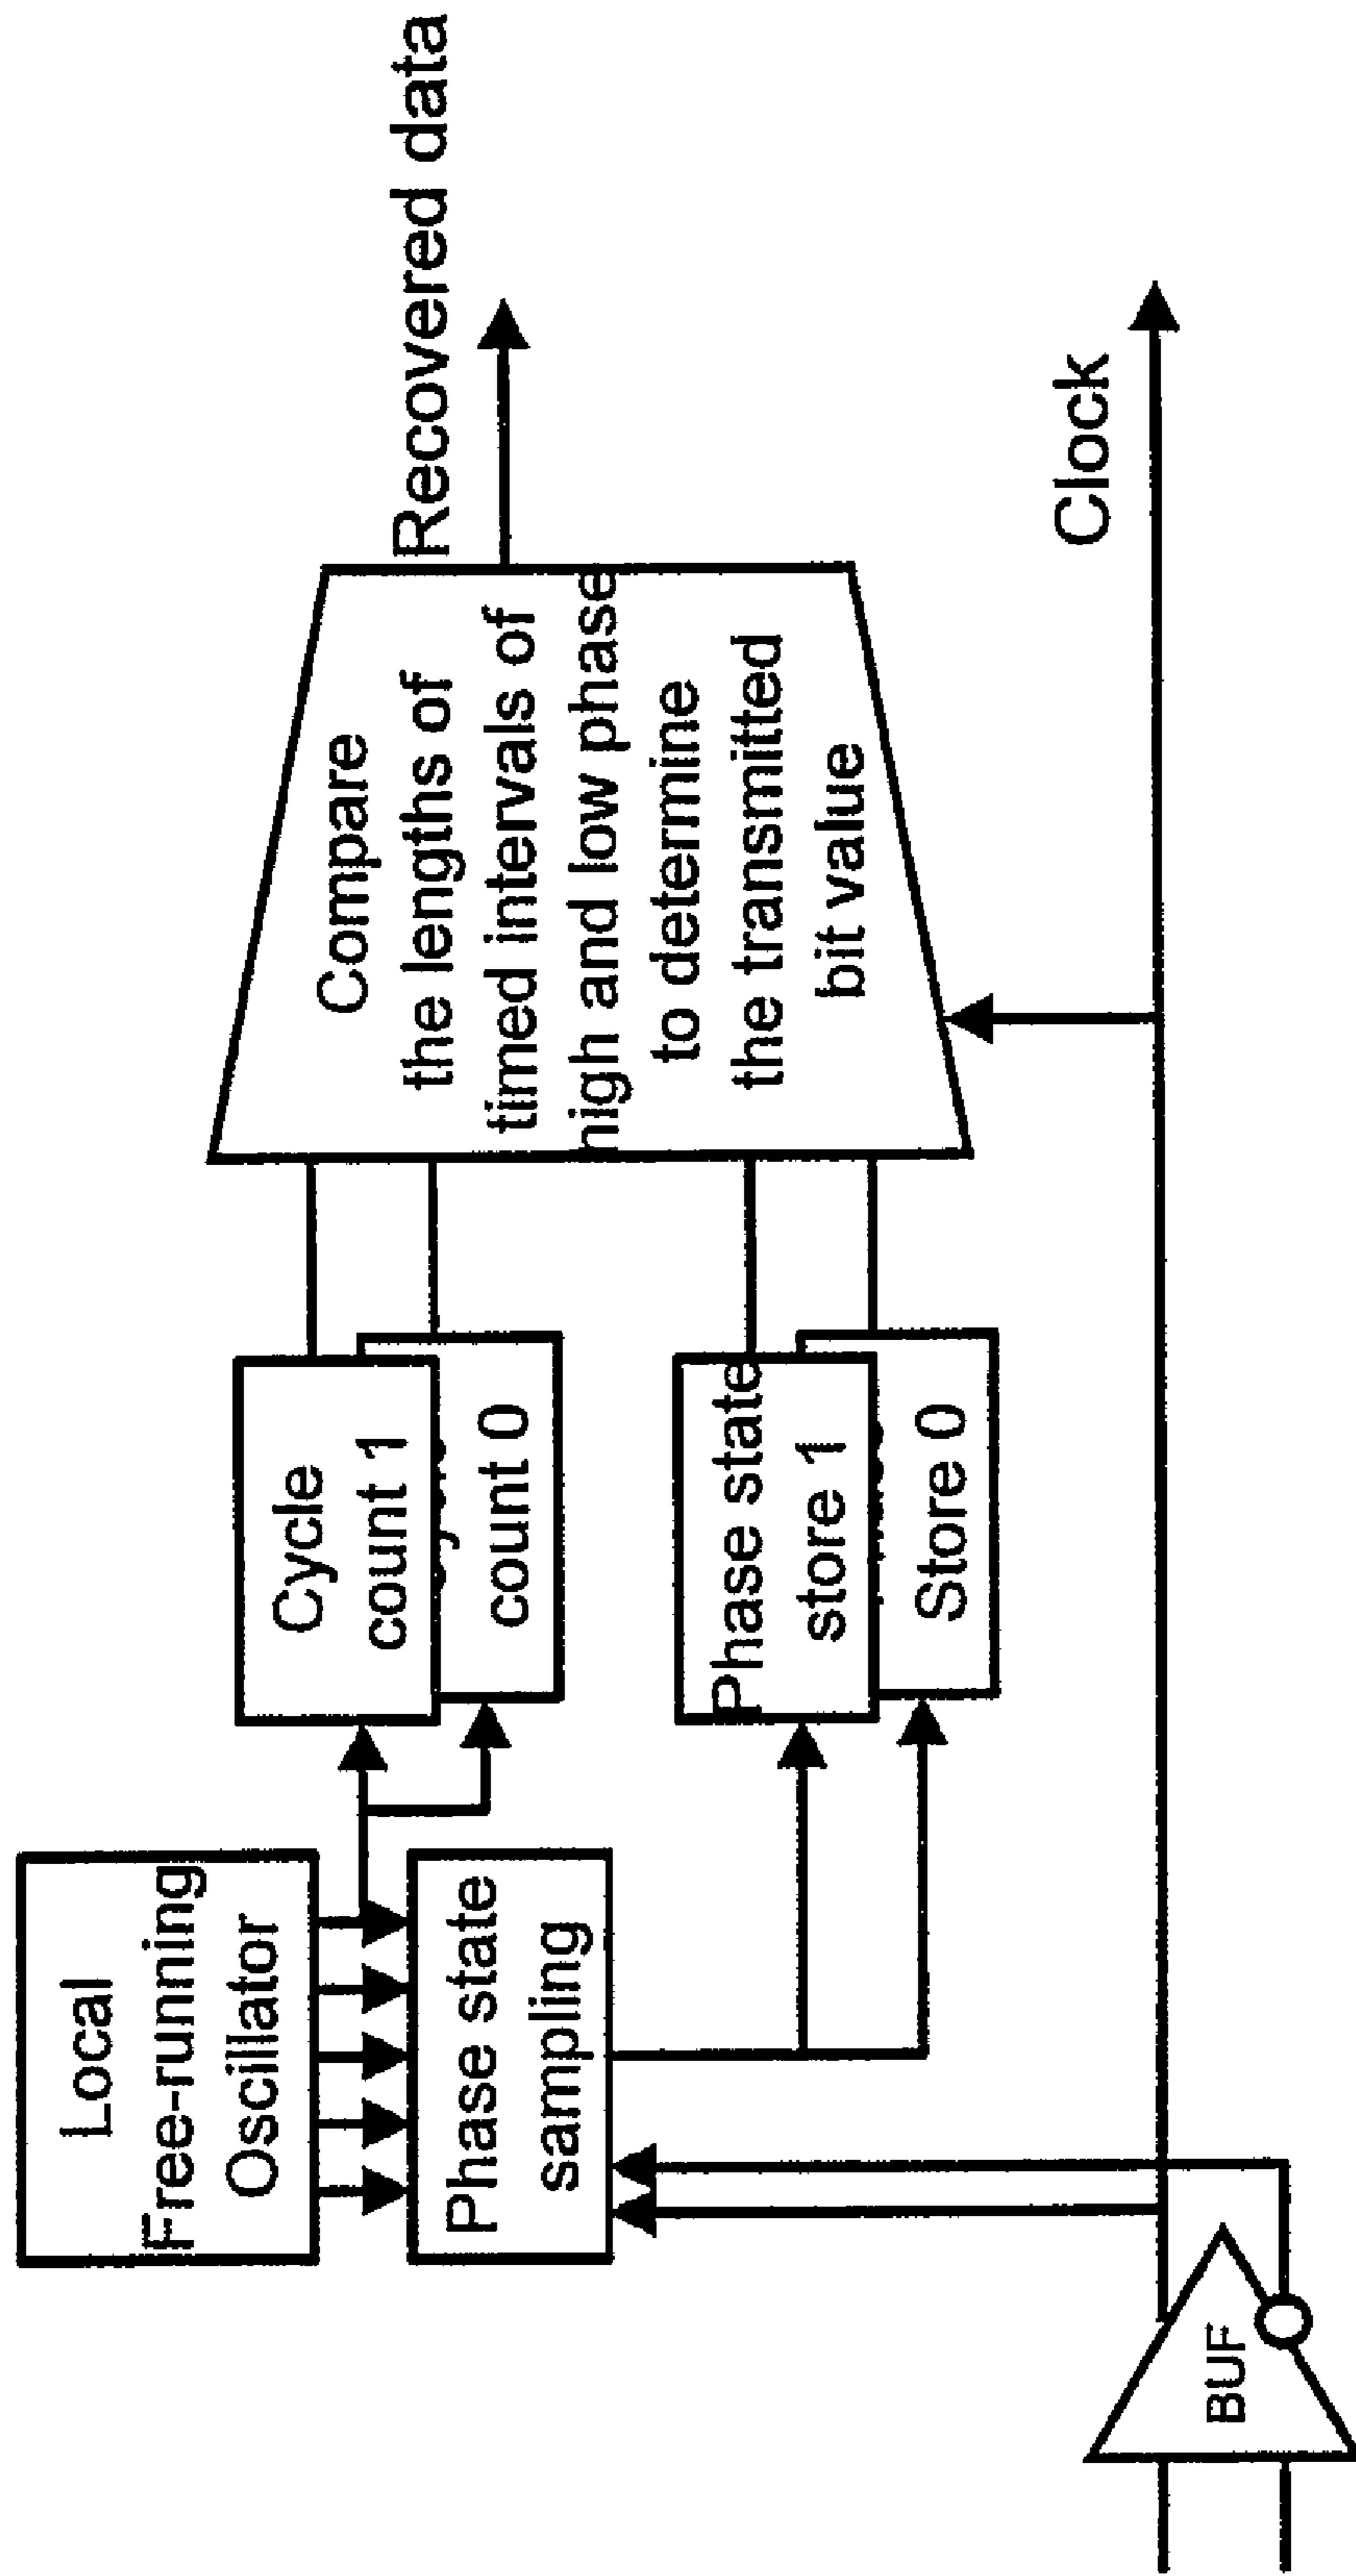 Local
Free-running
Oscillator
Phase state
sampling
Cycle
count 1
count 0
Phase state
store 1
Store 0
Compare
the lengths of
timed intervals of
high and low phase
to determine
the transmitted
bit value
Recovered data
Clock
BUF